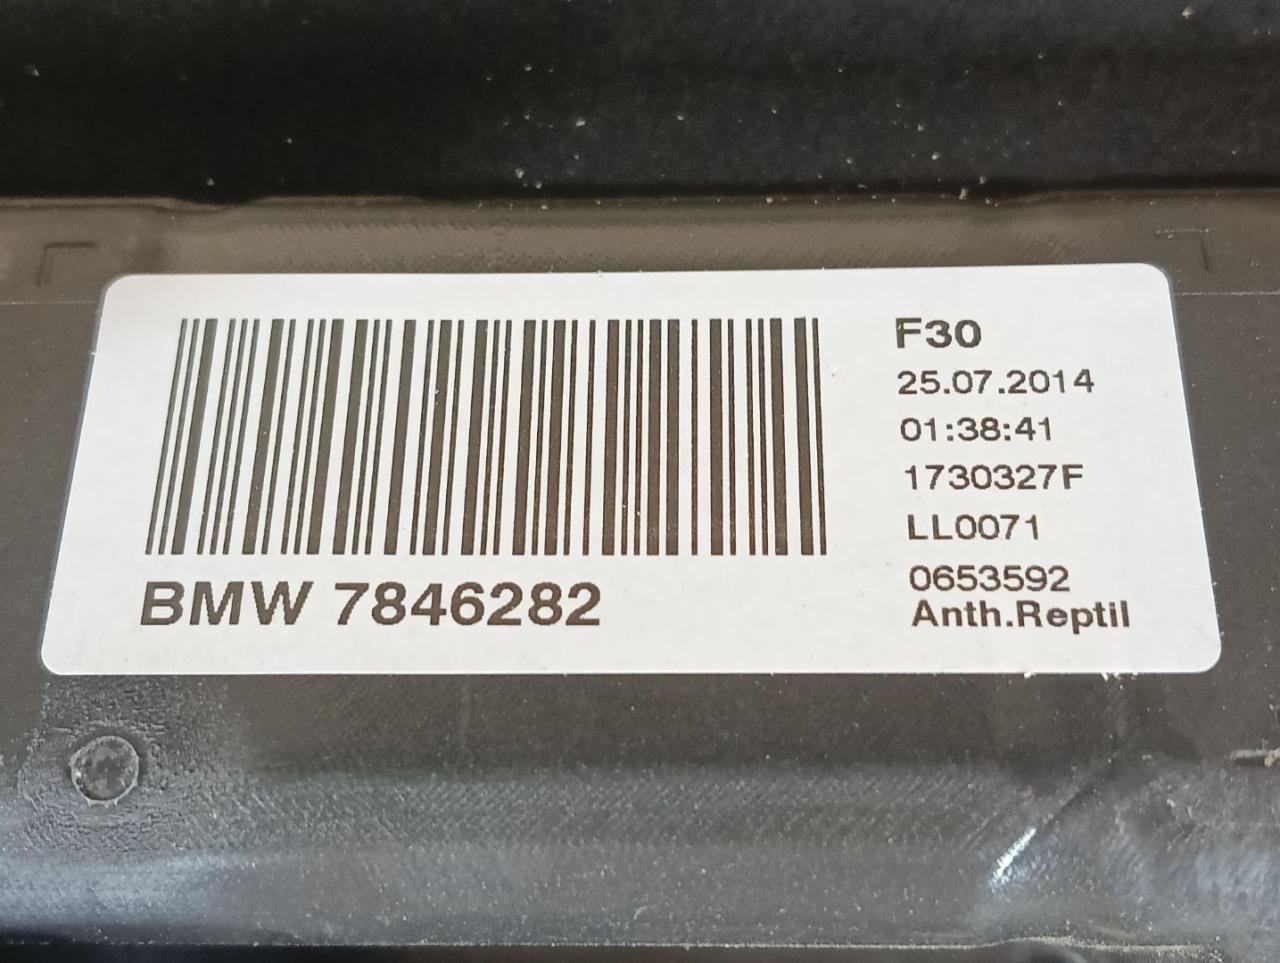 F30
25.07.2014
01:38:41
1730327F
LL0071
0653592
Anth.Reptil
BMW 7846282